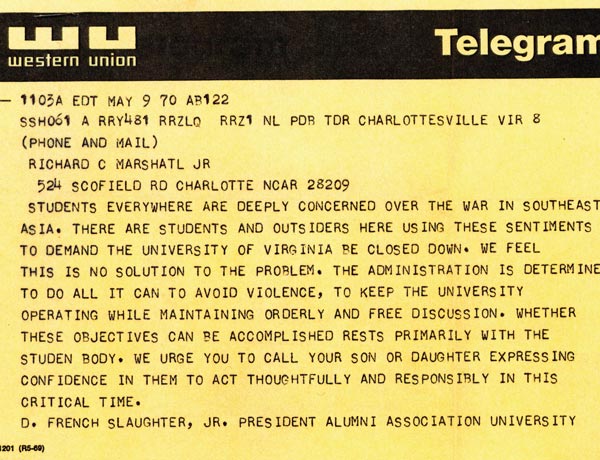 WU
western union
Telegram
1103A EDT MAY 9 70 AB122
SSH061 A RRY481 RRZLQ RRZ1 NL PDB TDR CHARLOTTESVILLE VIR 8
(PHONE AND MAIL)
RICHARD C MARSHATL JR
524 SCOFIELD RD CHARLOTTE NCAR 28209
STUDENTS EVERYWHERE ARE DEEPLY CONCERNED OVER THE WAR IN SOUTHEAST
ASIA. THERE ARE STUDENTS AND OUTSIDERS HERE USING THESE SENTIMENTS
TO DEMAND THE UNIVERSITY OF VIRGINIA BE CLOSED DOWN. WE FEEL
THIS IS NO SOLUTION TO THE PROBLEM. THE ADMINISTRATION IS DETERMINE
TO DO ALL IT CAN TO AVOID VIOLENCE, TO KEEP THE UNIVERSITY
OPERATING WHILE MAINTAINING ORDERLY AND FREE DISCUSSION. WHETHER
THESE OBJECTIVES CAN BE ACCOMPLISHED RESTS PRIMARILY WITH THE
STUDEN BODY. WE URGE YOU TO CALL YOUR SON OR DAUGHTER EXPRESSING
CONFIDENCE IN THEM TO ACT THOUGHTFULLY AND RESPONSIBLY IN THIS
CRITICAL TIME.
D. FRENCH SLAUGHTER, JR. PRESIDENT ALUMNI ASSOCIATION UNIVERSITY
1201 (R5-69)